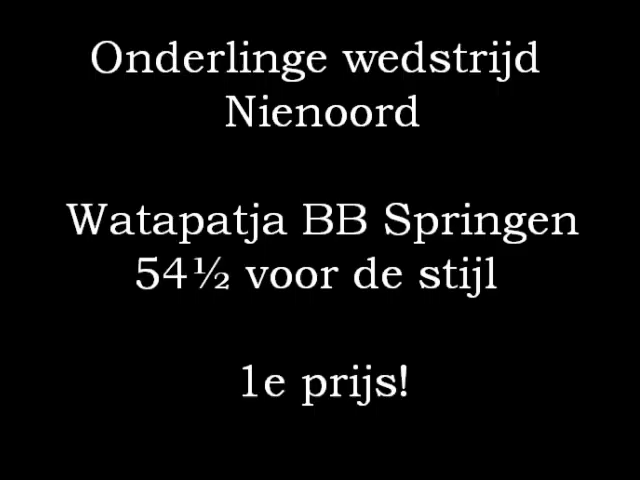 Onderlinge wedstrijd
Nienoord
Watapatja BB Springen
54½ voor de stijl
1e prijs!